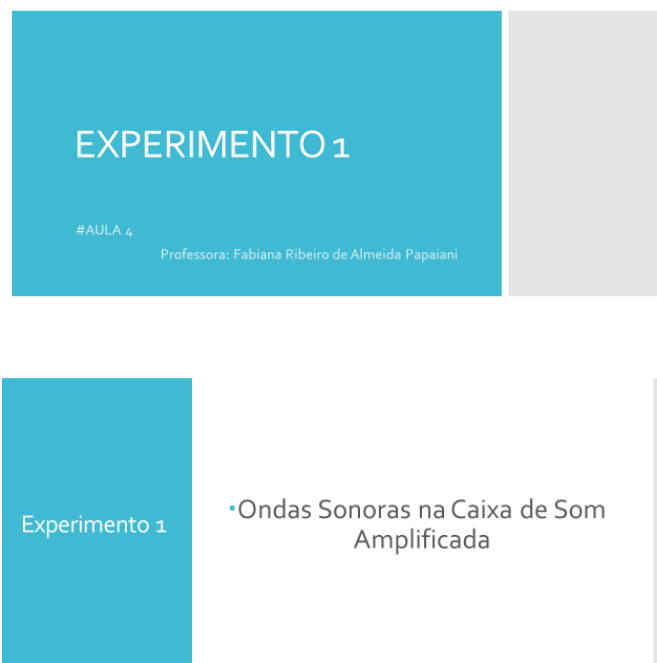 EXPERIMENTO 1
#AULA 4
Professora: Fabiana Ribeiro de Almeida Papaiani
Experimento 1
•Ondas Sonoras na Caixa de Som
Amplificada